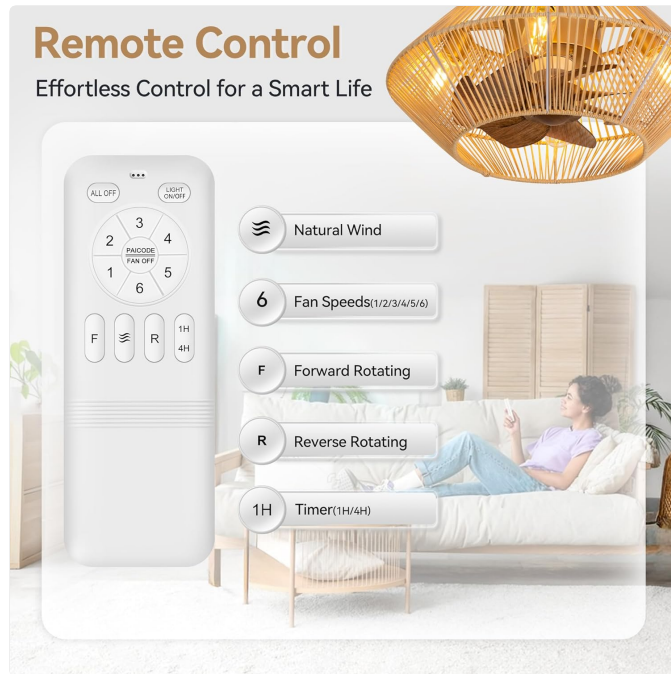 Remote Control
Effortless Control for a Smart Life
ALL OFF
LIGHT
ON/OFF
3
2
4
PAICODE
FAN OFF
1
5
6
F
R
1H
4H
Natural Wind
6
Fan Speeds(1/2/3/4/5/6)
F
Forward Rotating
R
Reverse Rotating
1H
Timer(1H/4H)